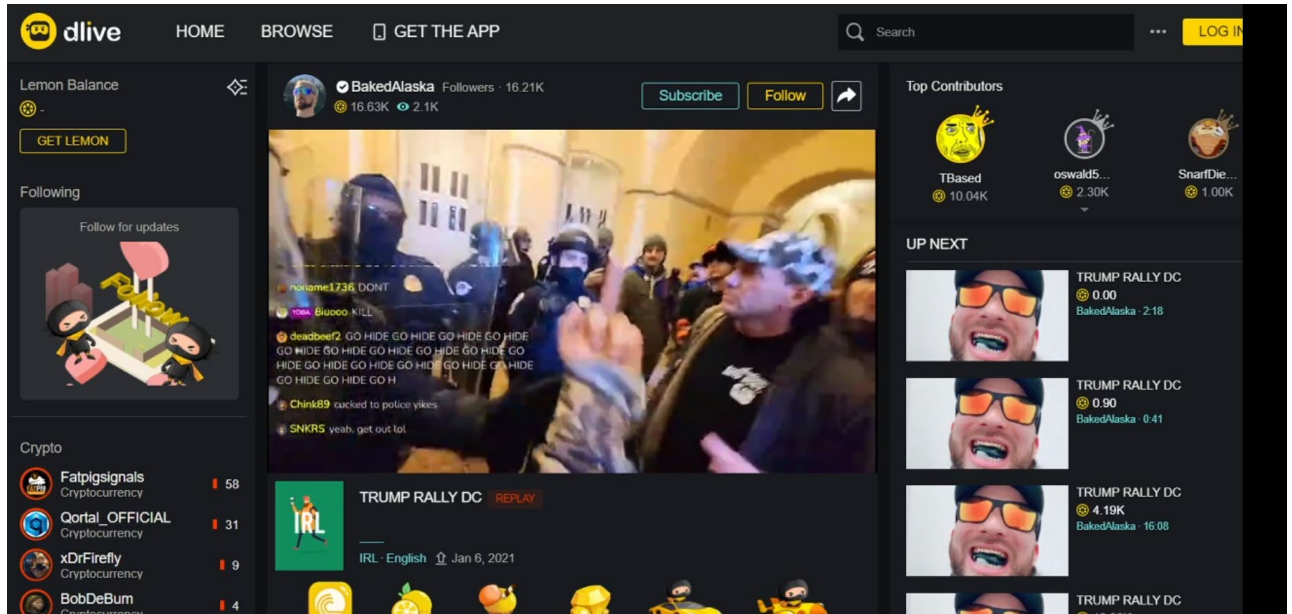 dlive
HOME
BROWSE
GET THE APP
Search
LOG IN
Lemon Balance
-
GET LEMON
Following
Follow for updates
Follow
Crypto
Fatpigsignals
Cryptocurrency
58
Qortal_OFFICIAL
Cryptocurrency
31
xDrFirefly
Cryptocurrency
9
BobDeBum
Cryptocurrency
4
BakedAlaska Followers · 16.21K
16.63K 2.1K
Subscribe
Follow
noname1736 DONT
YOBA Biuooo KILL
deadbeef2 GO HIDE GO HIDE GO HIDE GO HIDE
GO HIDE GO HIDE GO HIDE GO HIDE GO HIDE GO
HIDE GO HIDE GO HIDE GO HIDE GO HIDE GO HIDE
GO HIDE GO HIDE GO H
Chink89 cucked to police yikes
SNKRS yeah, get out lol
IRL
TRUMP RALLY DC REPLAY
IRL · English Jan 6, 2021
Top Contributors
TBased
10.04K
oswald5...
2.30K
SnarfDie...
1.00K
UP NEXT
TRUMP RALLY DC
0.00
BakedAlaska · 2:18
TRUMP RALLY DC
0.90
BakedAlaska · 0:41
TRUMP RALLY DC
4.19K
BakedAlaska · 16:08
TRUMP RALLY DC